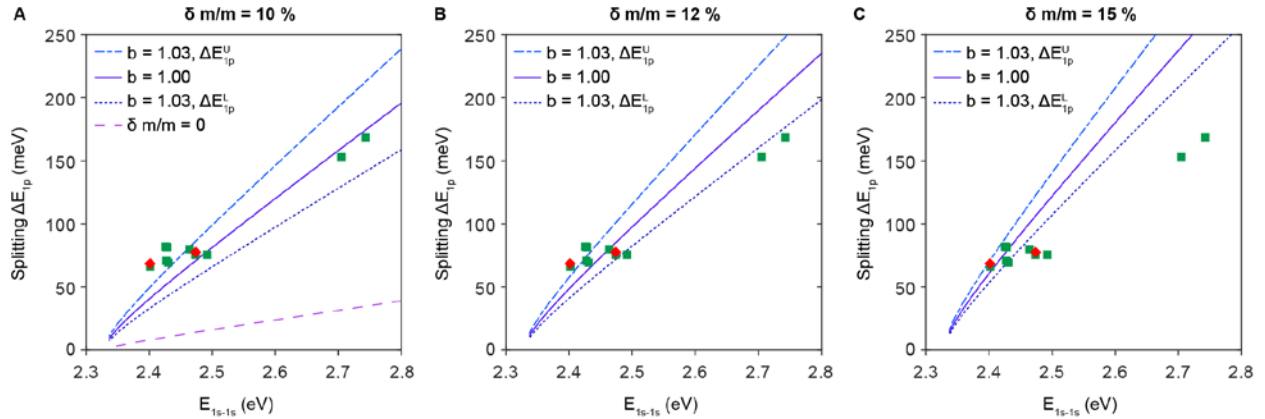 A
δ m/m = 10 %
b = 1.03, ΔE^U_1p
b = 1.00
b = 1.03, ΔE^L_1p
δ m/m = 0
Splitting ΔE_1p (meV)
250
200
150
100
50
0
2.3 2.4 2.5 2.6 2.7 2.8
E_1s-1s (eV)
B
δ m/m = 12 %
b = 1.03, ΔE^U_1p
b = 1.00
b = 1.03, ΔE^L_1p
Splitting ΔE_1p (meV)
250
200
150
100
50
0
2.3 2.4 2.5 2.6 2.7 2.8
E_1s-1s (eV)
C
δ m/m = 15 %
b = 1.03, ΔE^U_1p
b = 1.00
b = 1.03, ΔE^L_1p
Splitting ΔE_1p (meV)
250
200
150
100
50
0
2.3 2.4 2.5 2.6 2.7 2.8
E_1s-1s (eV)